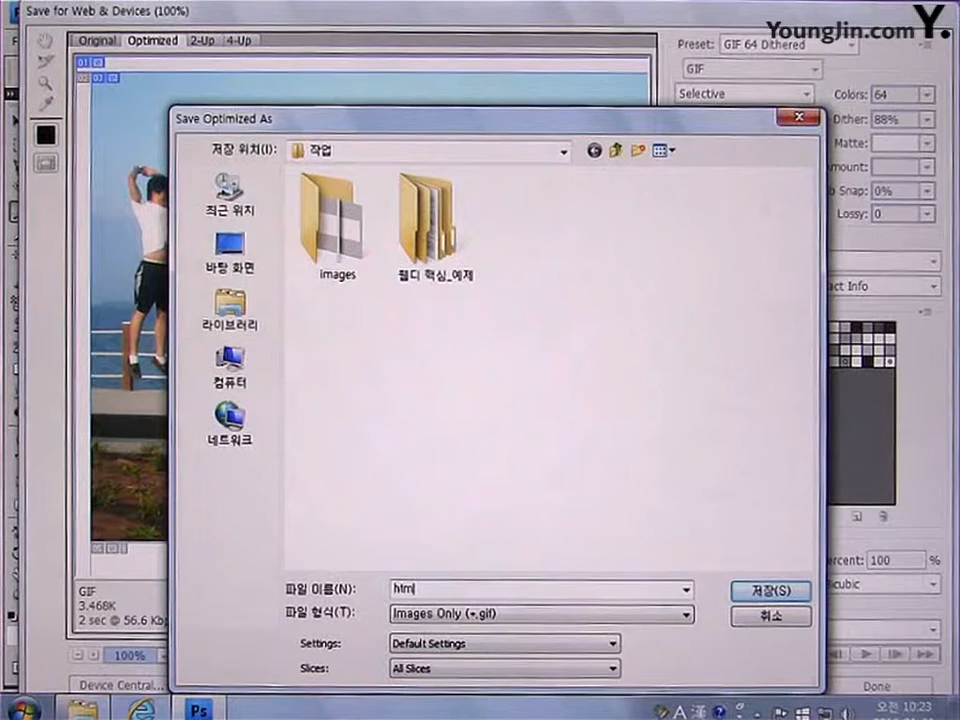 Save for Web & Devices (100%)
YoungJin.com Y.
Original Optimized 2-Up 4-Up
Preset: GIF 64 Dithered
GIF
Selective
Colors: 64
Dither: 88%
Matte:
Snap: 0%
Lossy: 0
Save Optimized As
저장 위치(I): 작업
최근 위치
바탕 화면
라이브러리
컴퓨터
네트워크
images
웹디 핵심_예제
파일 이름(N): html
저장(S)
파일 형식(T): Images Only (*.gif)
취소
Settings: Default Settings
Slices: All Slices
GIF
3.468K
2 sec @ 56.6 Kb
100%
100 %
Device Central...
Done
Ps
A 漢
오전 10:23